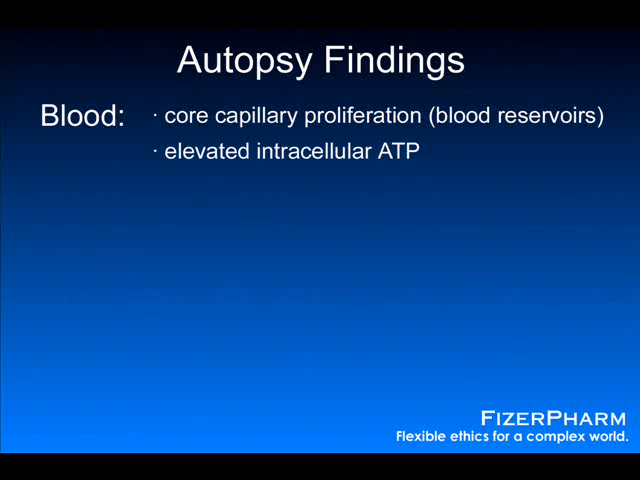 Autopsy Findings
Blood: · core capillary proliferation (blood reservoirs)
· elevated intracellular ATP
FIZERPHARM
Flexible ethics for a complex world.